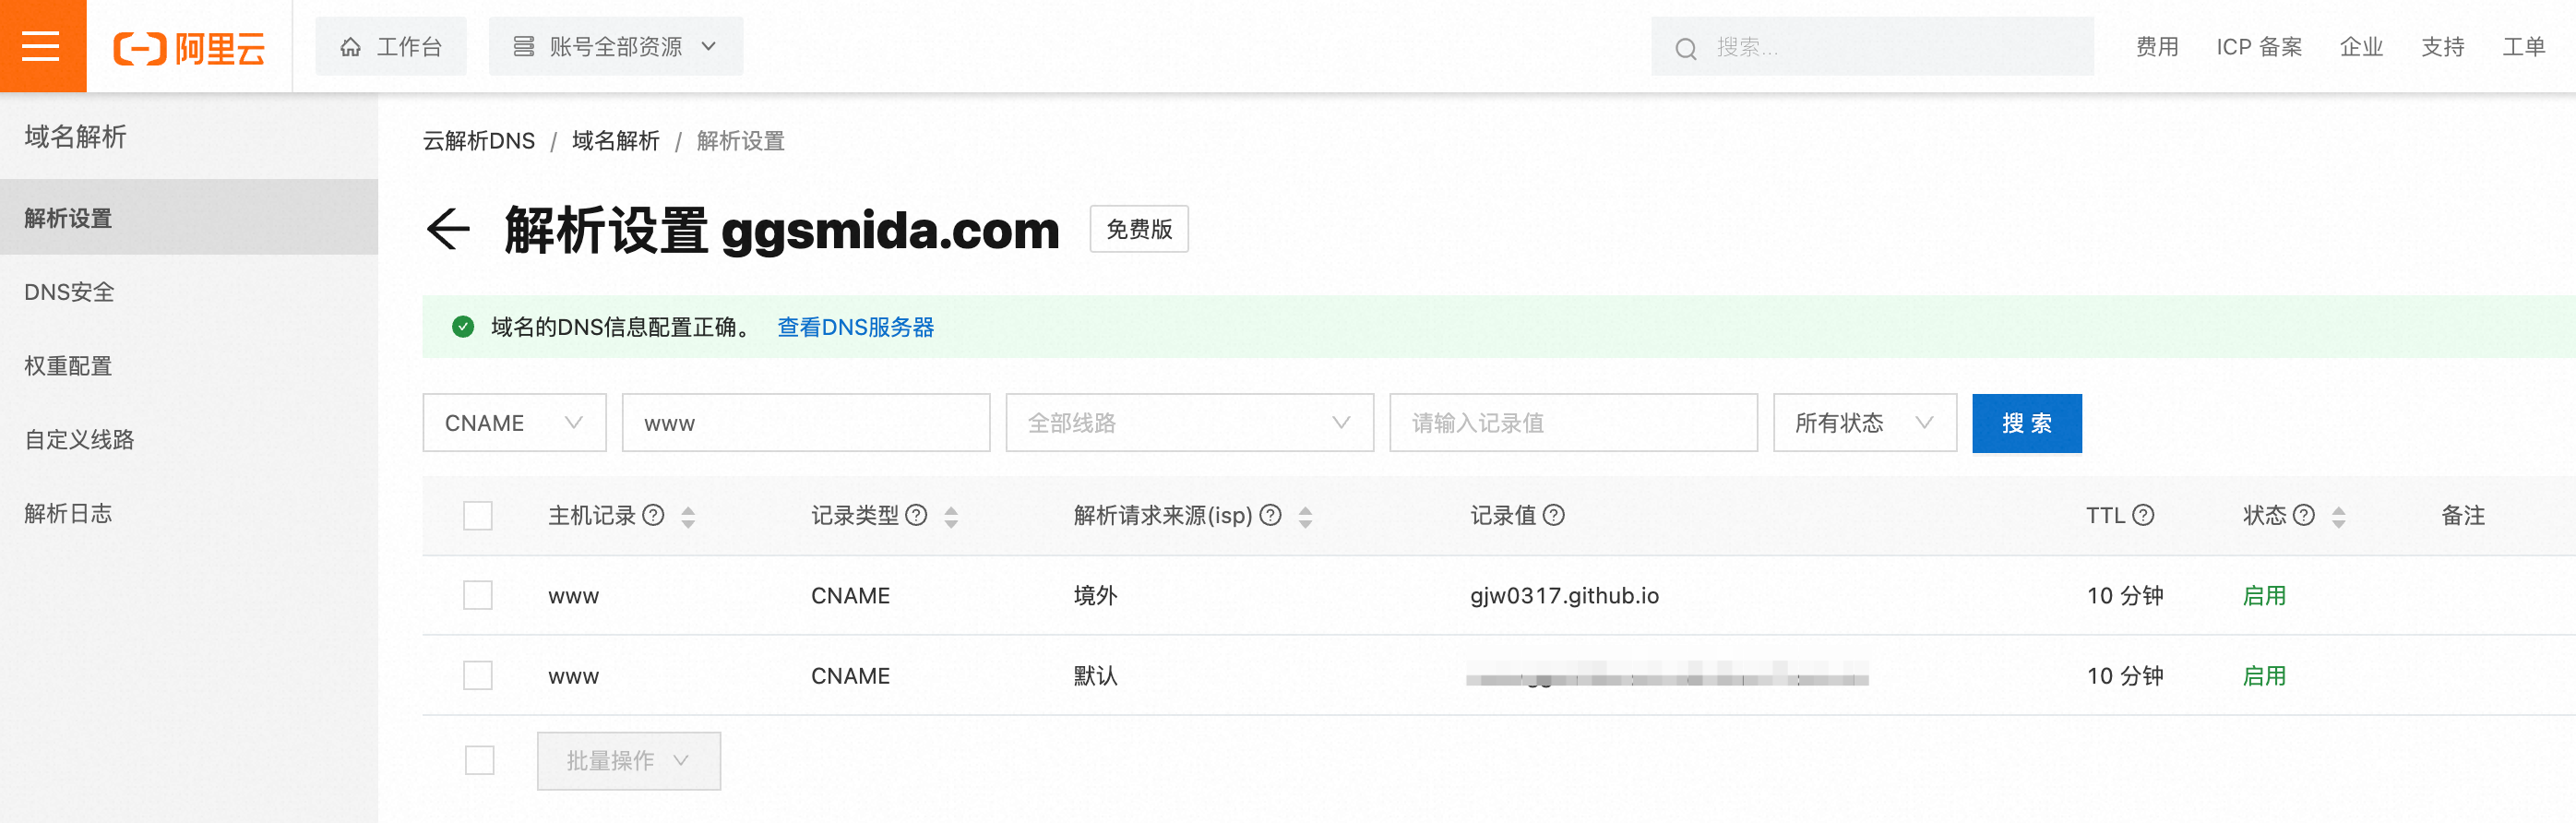 阿里云 工作台 账号全部资源 搜索... 费用 ICP 备案 企业 支持 工单
域名解析
解析设置
DNS安全
权重配置
自定义线路
解析日志
云解析DNS / 域名解析 / 解析设置
解析设置 ggsmida.com 免费版
域名的DNS信息配置正确。 查看DNS服务器
CNAME www 全部线路 请输入记录值 所有状态 搜 索
主机记录 记录类型 解析请求来源(isp) 记录值 TTL 状态 备注
www CNAME 境外 gjw0317.github.io 10 分钟 启用
www CNAME 默认 10 分钟 启用
批量操作